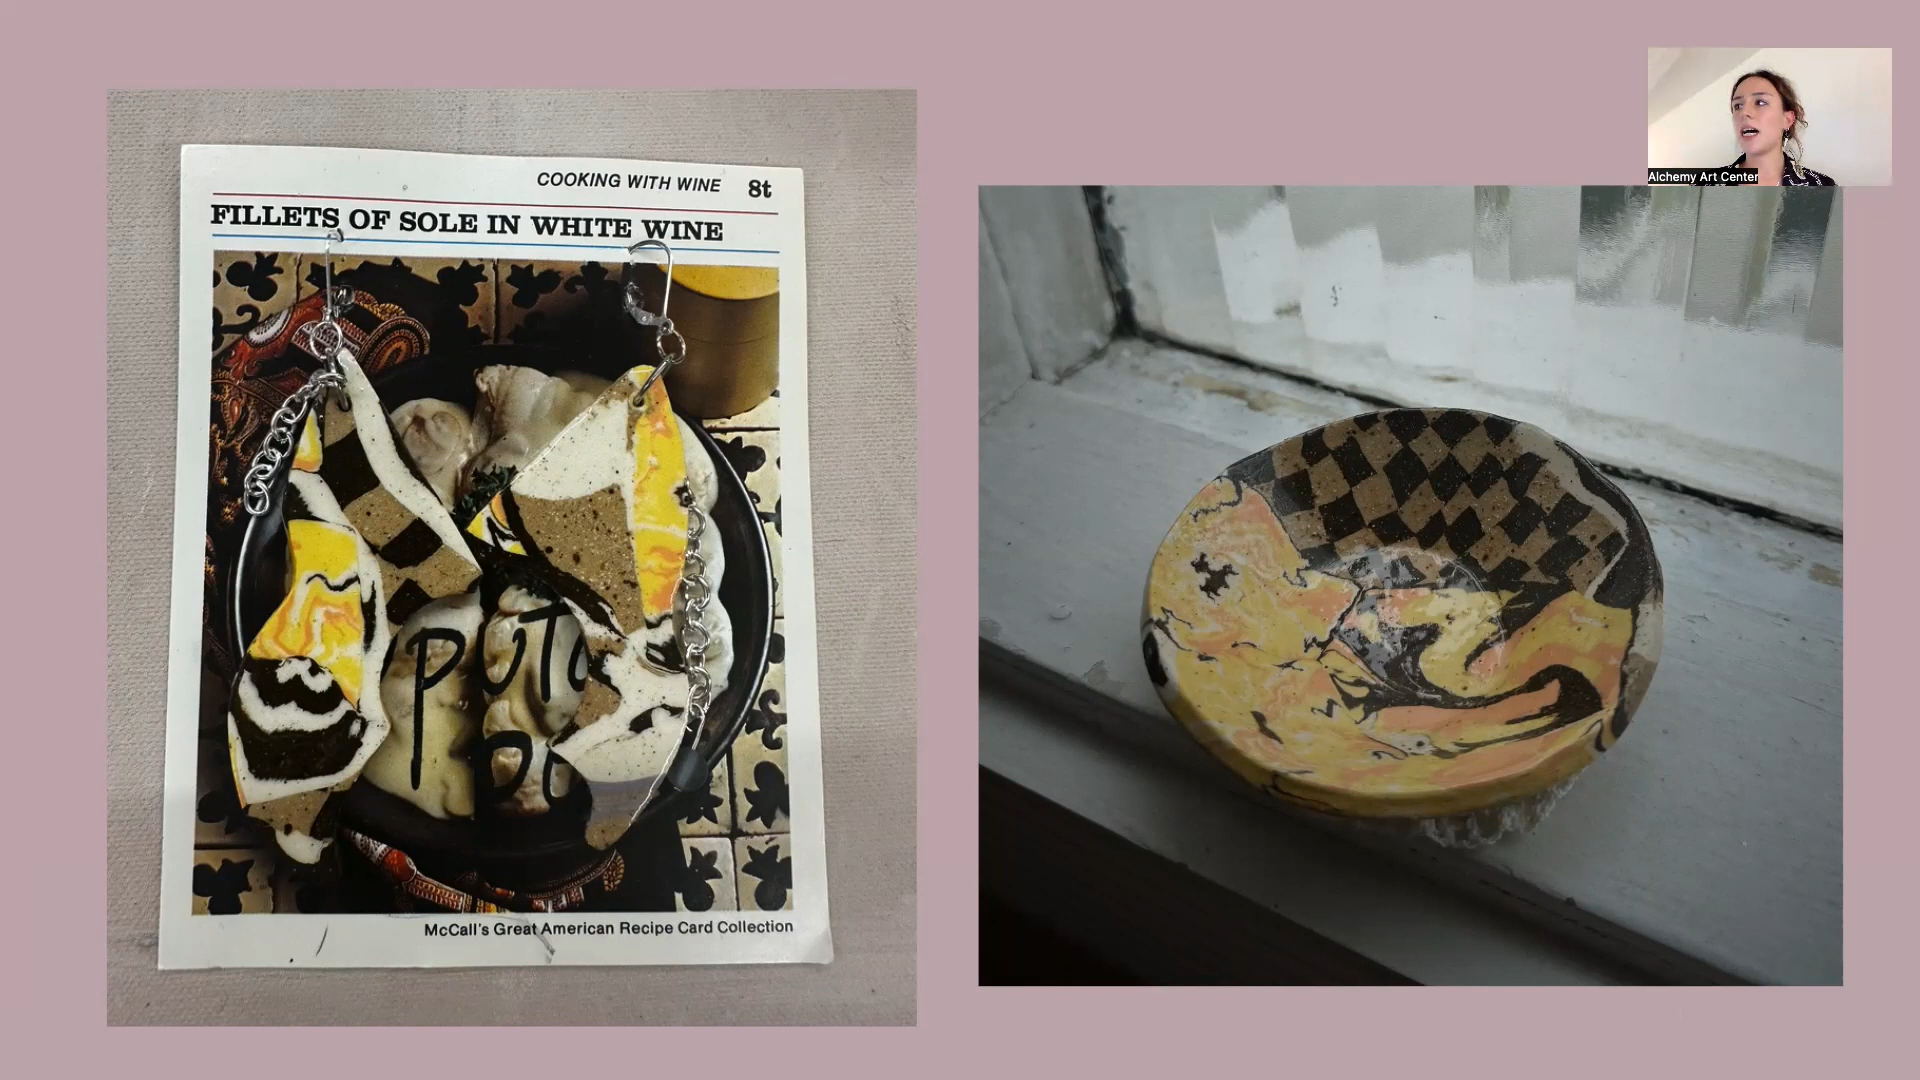 COOKING WITH WINE 8t
FILLETS OF SOLE IN WHITE WINE
PUT
McCall's Great American Recipe Card Collection
Alchemy Art Center